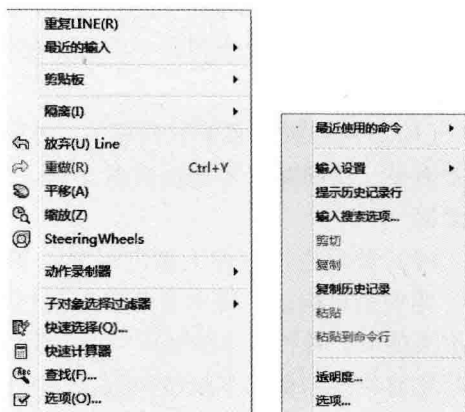 重复LINE(R)
最近的输入
剪贴板
隔离(I)
放弃(U) Line
重做(R) Ctrl+Y
平移(A)
缩放(Z)
SteeringWheels
动作录制器
子对象选择过滤器
快速选择(Q)...
快速计算器
查找(F)...
选项(O)...
最近使用的命令
输入设置
提示历史记录行
输入搜索选项...
剪切
复制
复制历史记录
粘贴
粘贴到命令行
透明度...
选项...